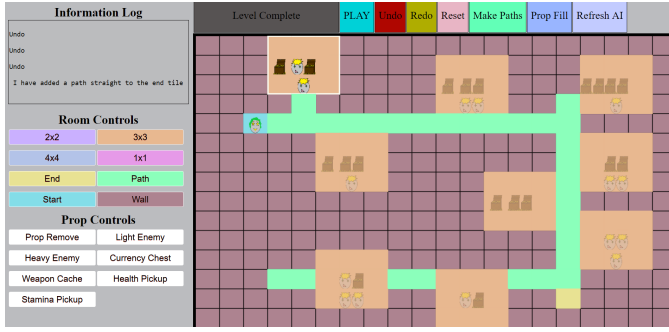 Information Log
Level Complete
PLAY
Undo
Redo
Reset
Make Paths
Prop Fill
Refresh AI
Undo
Undo
Undo
I have added a path straight to the end tile
Room Controls
2x2
3x3
4x4
1x1
End
Path
Start
Wall
Prop Controls
Prop Remove
Light Enemy
Heavy Enemy
Currency Chest
Weapon Cache
Health Pickup
Stamina Pickup